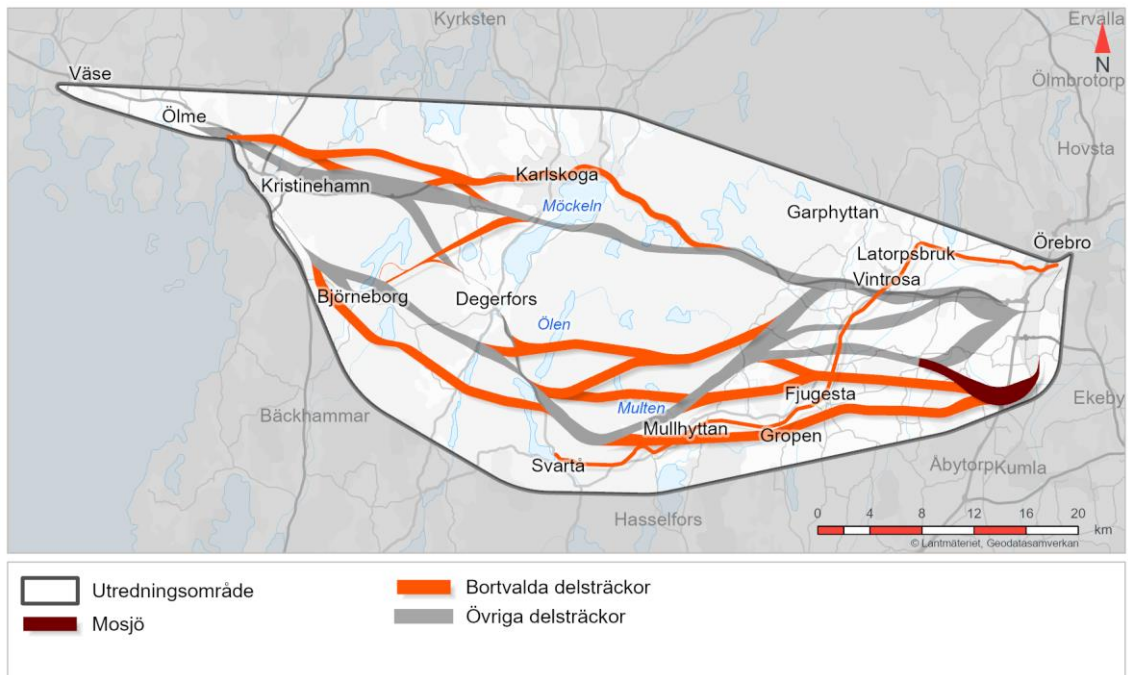 Kyrksten
Ervalla
N
Väse
Ölmbrotorp
Ölme
Hovsta
Karlskoga
Kristinehamn
Möckeln
Garphyttan
Örebro
Latorpsbruk
Vintrosa
Björneborg
Degerfors
Ölen
Fjugesta
Ekeby
Multen
Bäckhammar
Mullhyttan
Gropen
Svartå
Åbytorp Kumla
Hasselfors
0 4 8 12 16 20
km
© Lantmäteriet, Geodatasamverkan
Utredningsområde
Bortvalda delsträckor
Mosjö
Övriga delsträckor